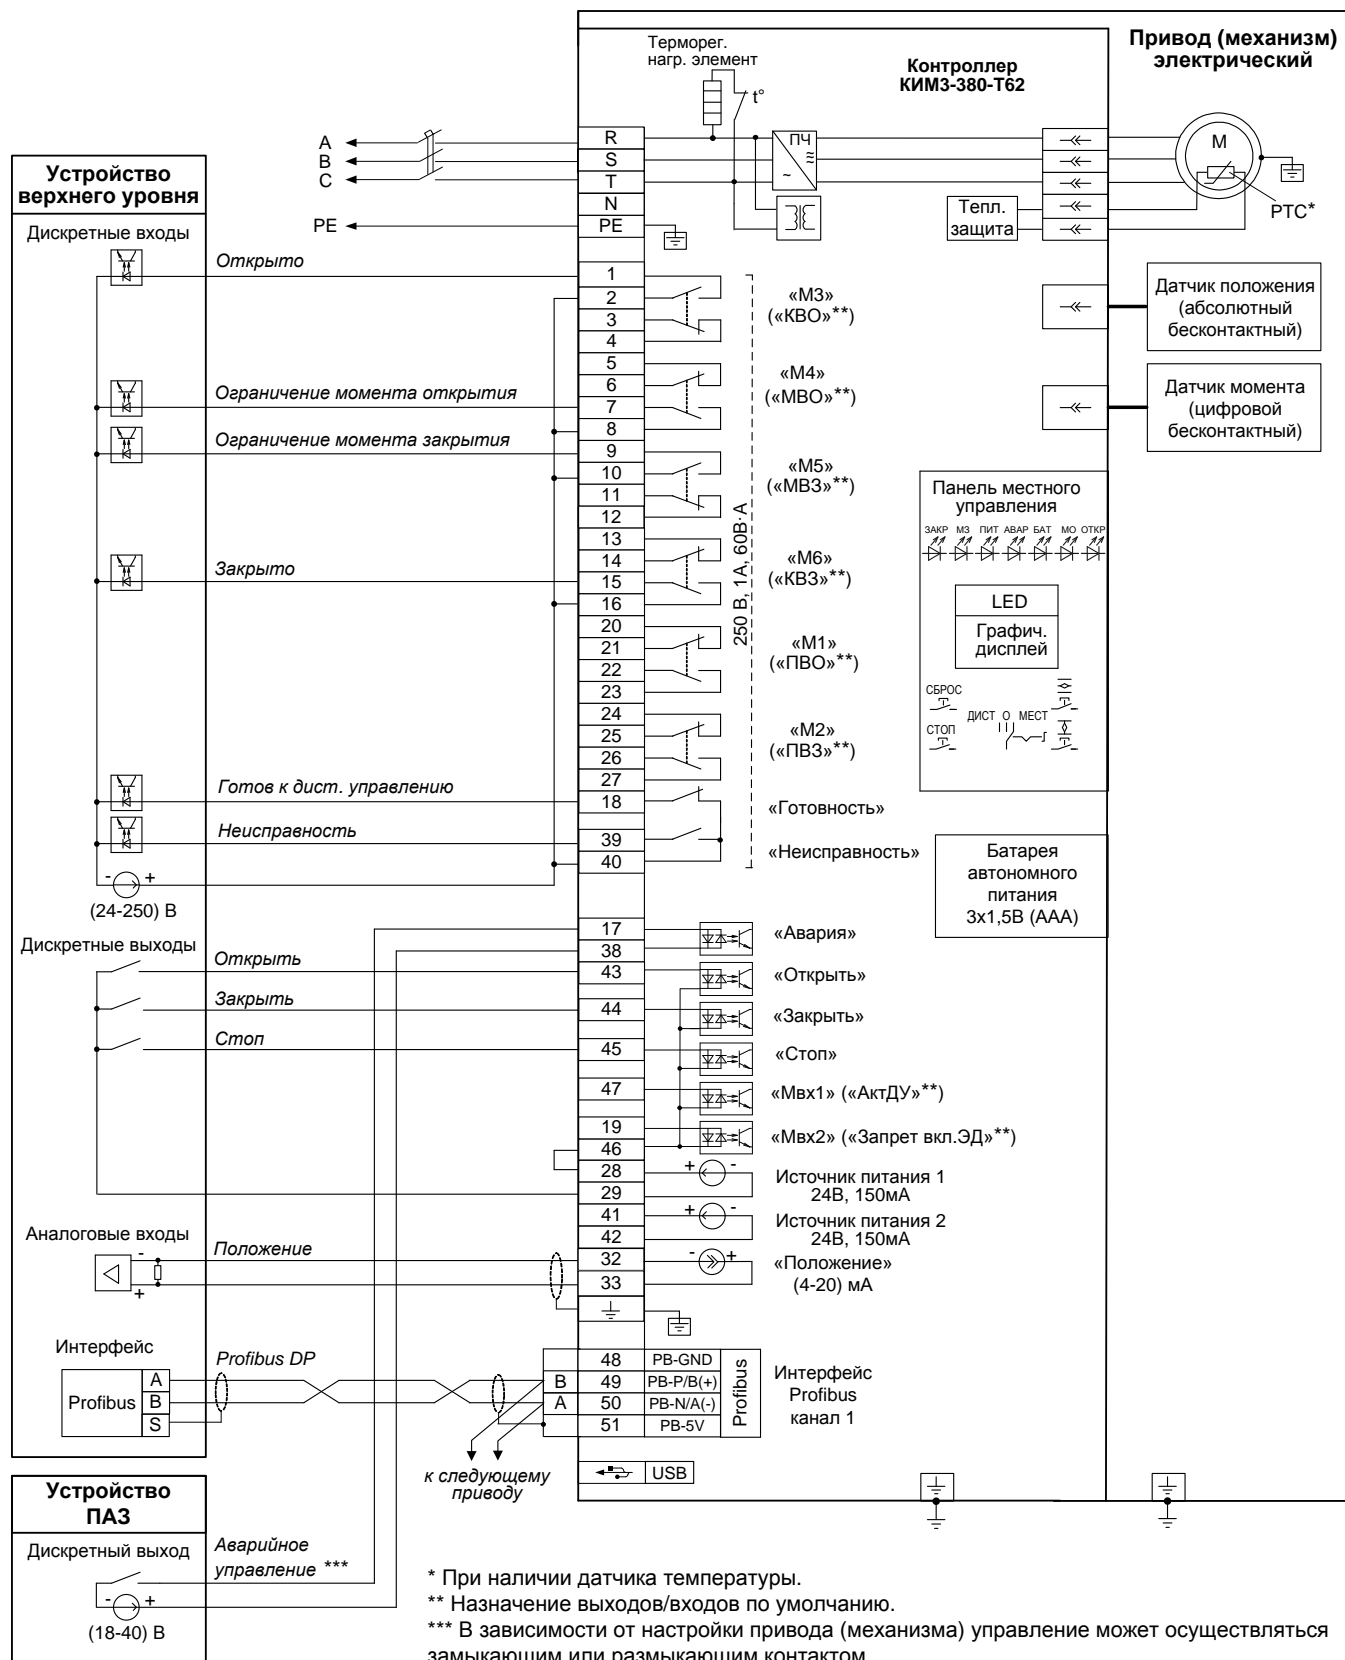 Привод (механизм)
электрический
Контроллер
КИМ3-380-Т62
Терморег.
нагр. элемент
t°
A
B
C
PE
R
S
T
N
PE
ПЧ
≈
~
M
PTC*
Тепл.
защита
Устройство
верхнего уровня
Дискретные входы
Открыто
Ограничение момента открытия
Ограничение момента закрытия
Закрыто
Готов к дист. управлению
Неисправность
- +
(24-250) В
1
2
3
4
5
6
7
8
9
10
11
12
13
14
15
16
20
21
22
23
24
25
26
27
18
39
40
«М3»
(«КВО»**)
«М4»
(«МВО»**)
«М5»
(«МВЗ»**)
«М6»
(«КВЗ»**)
«М1»
(«ПВО»**)
«М2»
(«ПВЗ»**)
«Готовность»
«Неисправность»
250 В, 1А, 60В·А
Датчик положения
(абсолютный
бесконтактный)
Датчик момента
(цифровой
бесконтактный)
Панель местного
управления
ЗАКР МЗ ПИТ АВАР БАТ МО ОТКР
LED
Графич.
дисплей
СБРОС
СТОП
ДИСТ О МЕСТ
Батарея
автономного
питания
3х1,5В (ААА)
Дискретные выходы
Открыть
Закрыть
Стоп
17
38
43
44
45
47
19
46
28
29
41
42
32
33
«Авария»
«Открыть»
«Закрыть»
«Стоп»
«Мвх1» («АктДУ»**)
«Мвх2» («Запрет вкл.ЭД»**)
+ -
Источник питания 1
24В, 150мА
+ -
Источник питания 2
24В, 150мА
- +
«Положение»
(4-20) мА
Аналоговые входы
-
+
Положение
Интерфейс
Profibus
A
B
S
Profibus DP
B
A
48 PB-GND
49 PB-P/B(+)
50 PB-N/A(-)
51 PB-5V
Profibus
Интерфейс
Profibus
канал 1
USB
к следующему
приводу
Устройство
ПАЗ
Дискретный выход
Аварийное
управление ***
- +
(18-40) В
* При наличии датчика температуры.
** Назначение выходов/входов по умолчанию.
*** В зависимости от настройки привода (механизма) управление может осуществляться
замыкающим или размыкающим контактом